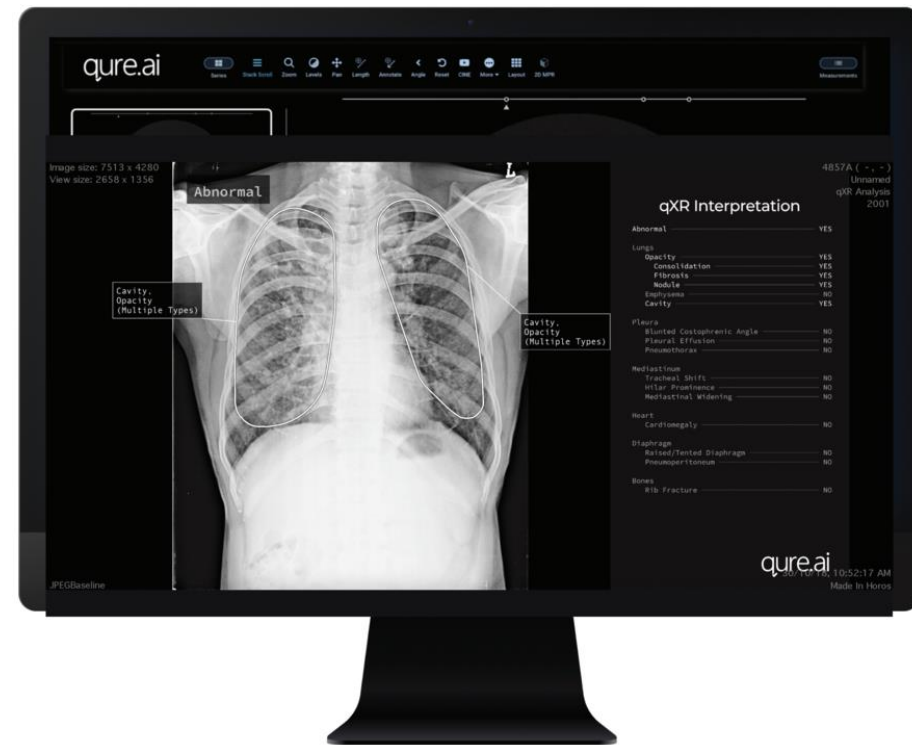 qure.ai
Series
Stack Scroll
Zoom
Levels
Pan
Length
Annotate
Angle
Reset
CINE
More
Layout
2D MPR
Measurements
Image size: 7513 x 4280
View size: 2658 x 1356
L
Abnormal
Cavity,
Opacity
(Multiple Types)
Cavity,
Opacity
(Multiple Types)
4857A ( -, -)
Unnamed
qXR Analysis
2001
qXR Interpretation
Abnormal YES
Lungs
Opacity YES
Consolidation YES
Fibrosis YES
Nodule YES
Emphysema NO
Cavity YES
Pleura
Blunted Costophrenic Angle NO
Pleural Effusion NO
Pneumothorax NO
Mediastinum
Tracheal Shift NO
Hilar Prominence NO
Mediastinal Widening NO
Heart
Cardiomegaly NO
Diaphragm
Raised/Tented Diaphragm NO
Pneumoperitoneum NO
Bones
Rib Fracture NO
qure.ai
10:52:17 AM
Made In Horos
JPEGBaseline